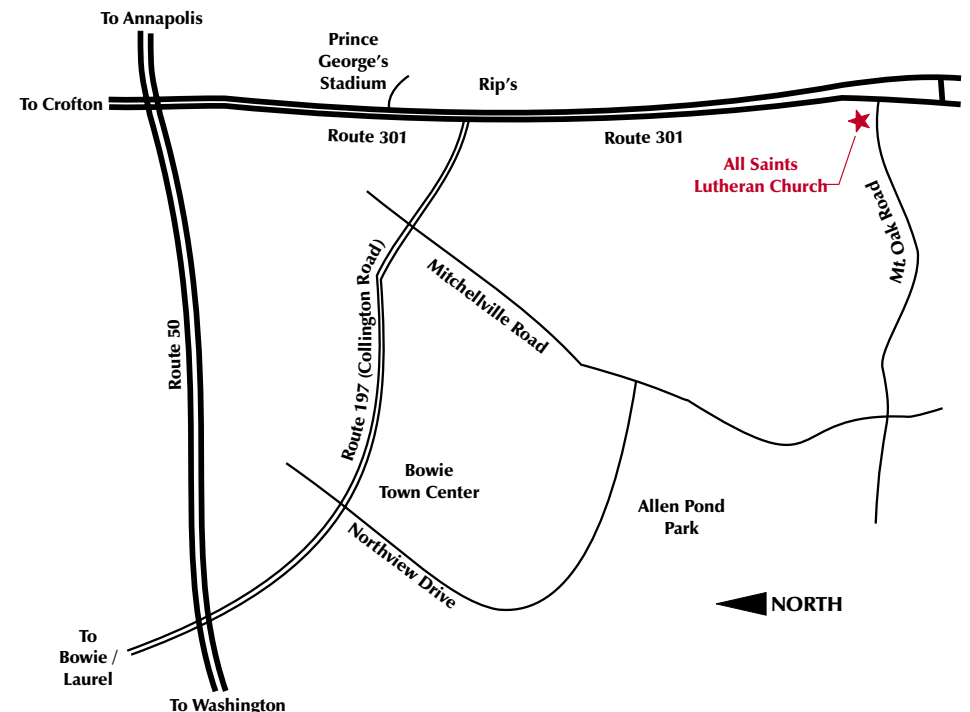 To Annapolis
Prince
George's
Stadium
Rip's
To Crofton
Route 301
Route 301
All Saints
Lutheran Church
Mt. Oak Road
Mitchellville Road
Route 197 (Collington Road)
Route 50
Bowie
Town Center
Allen Pond
Park
Northview Drive
NORTH
To
Bowie /
Laurel
To Washington